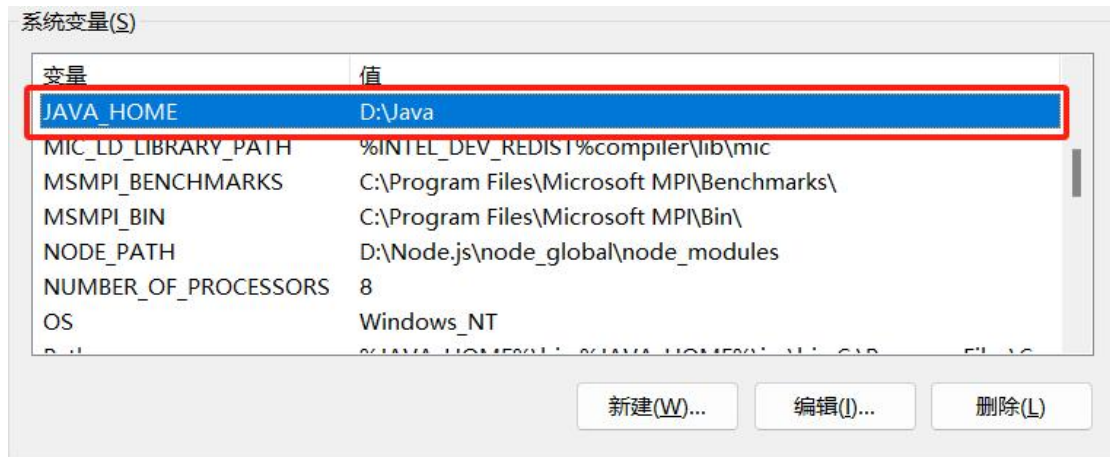 系统变量(S)
变量 值
JAVA_HOME D:\Java
MIC_LD_LIBRARY_PATH %INTEL_DEV_REDIST%compiler\lib\mic
MSMPI_BENCHMARKS C:\Program Files\Microsoft MPI\Benchmarks\
MSMPI_BIN C:\Program Files\Microsoft MPI\Bin\
NODE_PATH D:\Node.js\node_global\node_modules
NUMBER_OF_PROCESSORS 8
OS Windows_NT
新建(W)... 编辑(I)... 删除(L)